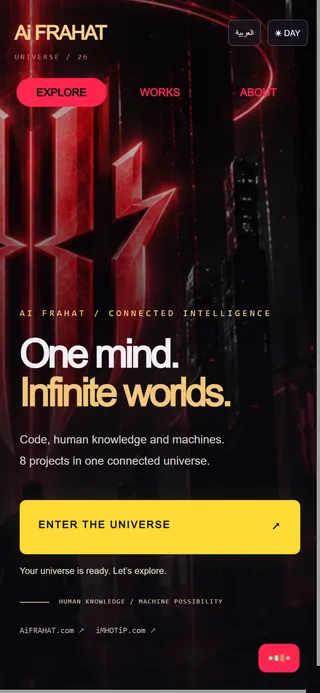 Ai FRAHAT
العربية
☀ DAY
UNIVERSE / 26
EXPLORE
WORKS
ABOUT
AI FRAHAT / CONNECTED INTELLIGENCE
One mind.
Infinite worlds.
Code, human knowledge and machines.
8 projects in one connected universe.
ENTER THE UNIVERSE ↗
Your universe is ready. Let's explore.
HUMAN KNOWLEDGE / MACHINE POSSIBILITY
AiFRAHAT.com ↗ iMHOTiP.com ↗